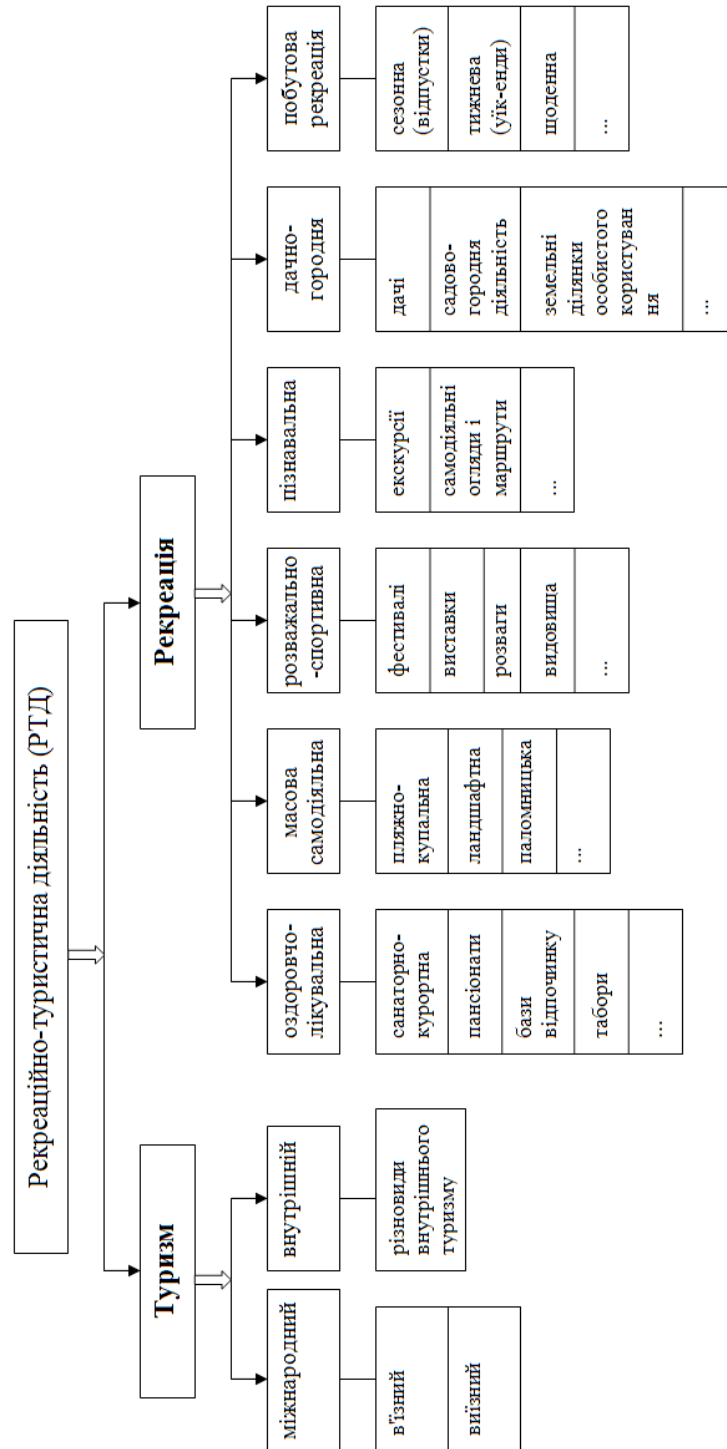 Рекреаційно-туристична діяльність (РТД)
Туризм
Рекреація
міжнародний
внутрішній
оздоровчо-
лікувальна
масова
самодіяльна
розважально
-спортивна
пізнавальна
дачно-
городня
побутова
рекреація
в'їзний
виїзний
різновиди
внутрішнього
туризму
санаторно-
курортна
пансіонати
бази
відпочинку
табори
...
пляжно-
купальна
ландшафтна
паломницька
...
фестивалі
виставки
розваги
видовища
...
екскурсії
самодіяльні
огляди і
маршрути
...
дачі
садово-
городня
діяльність
земельні
ділянки
особистого
користуван
ня
...
сезонна
(відпустки)
тижнева
(уїк-енди)
щоденна
...